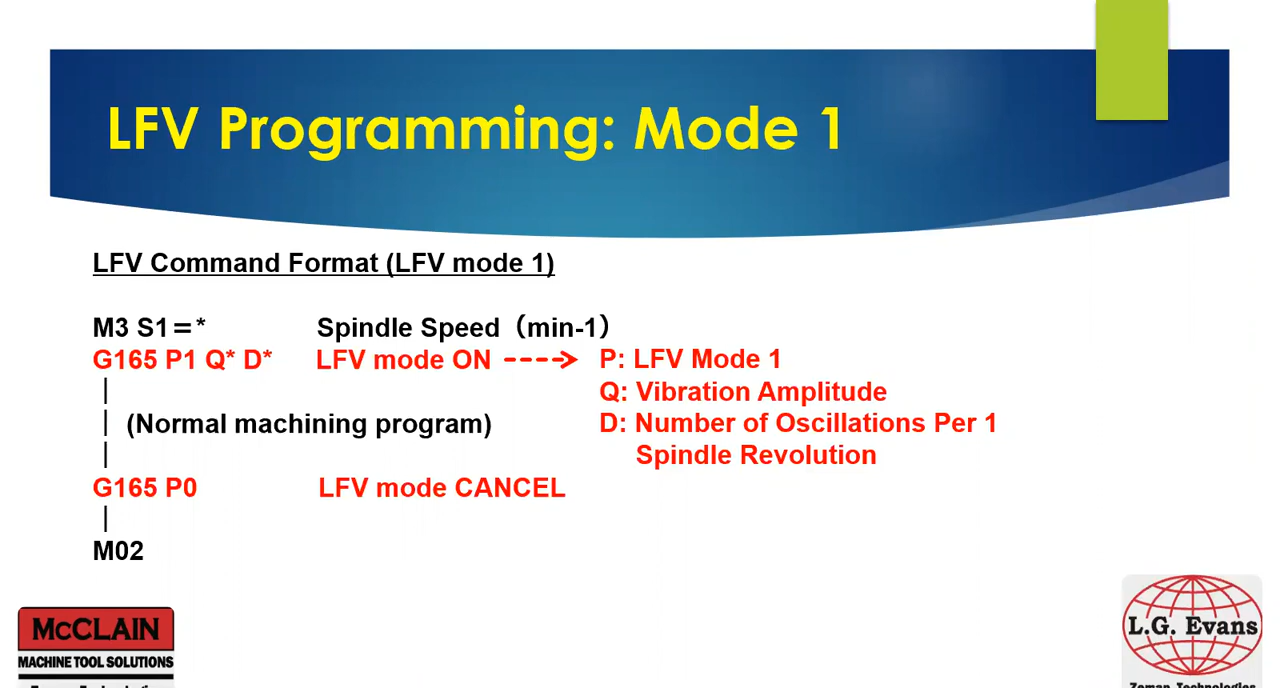 LFV Programming: Mode 1
LFV Command Format (LFV mode 1)
M3 S1=* Spindle Speed (min-1)
G165 P1 Q* D* LFV mode ON P: LFV Mode 1
Q: Vibration Amplitude
(Normal machining program) D: Number of Oscillations Per 1
Spindle Revolution
G165 P0 LFV mode CANCEL
M02
McCLAIN
MACHINE TOOL SOLUTIONS
L.G. Evans
Zeman Technologies